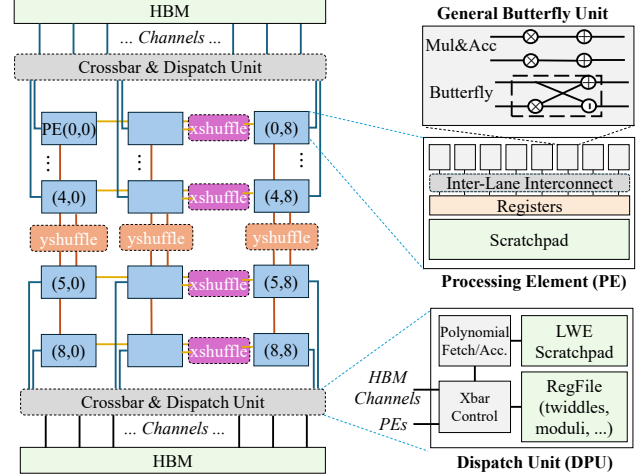 HBM
... Channels ...
Crossbar & Dispatch Unit
PE(0,0)
xshuffle
(0,8)
...
...
(4,0)
xshuffle
(4,8)
yshuffle
yshuffle
yshuffle
(5,0)
xshuffle
(5,8)
(8,0)
xshuffle
(8,8)
Crossbar & Dispatch Unit
... Channels ...
HBM
General Butterfly Unit
Mul&Acc
Butterfly
Inter-Lane Interconnect
Registers
Scratchpad
Processing Element (PE)
Polynomial
Fetch/Acc.
LWE
Scratchpad
HBM
Channels
PEs
Xbar
Control
RegFile
(twiddles,
moduli, ...)
Dispatch Unit (DPU)